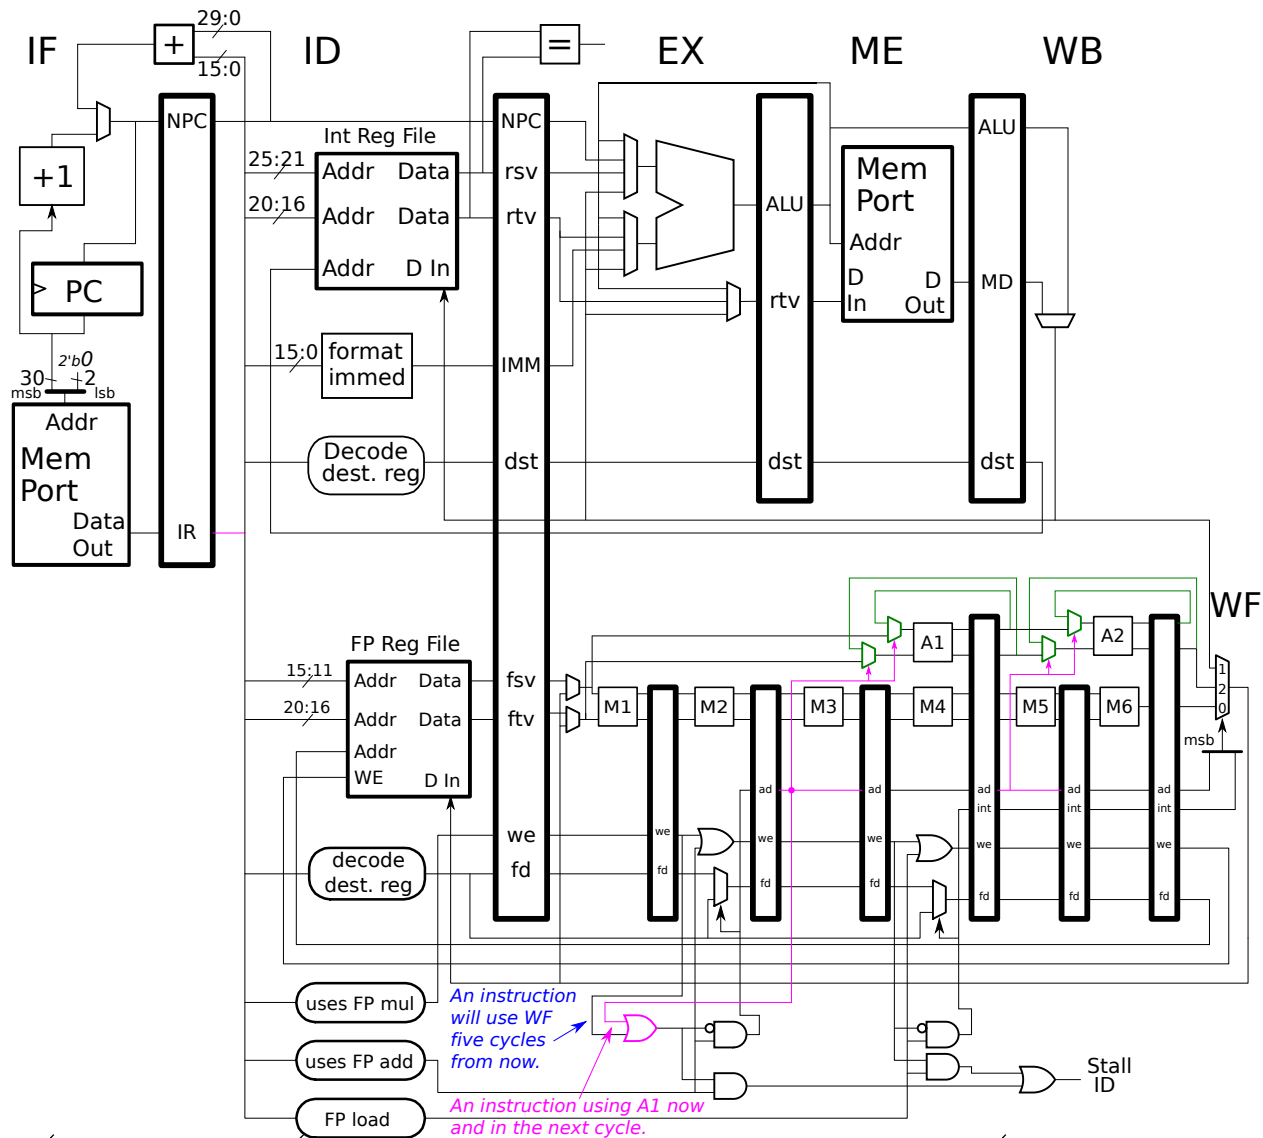 IF
ID
EX
ME
WB
29:0
15:0
+
=
NPC
NPC
+1
Int Reg File
25:21
Addr
Data
rsv
20:16
Addr
Data
rtv
Addr
D In
ALU
ALU
Mem
Port
Addr
D
In
D
Out
rtv
MD
PC
2'b0
30
2
msb
lsb
15:0
format
immed
IMM
Addr
Mem
Port
Data
Out
IR
Decode
dest. reg
dst
dst
dst
WF
FP Reg File
15:11
Addr
Data
fsv
20:16
Addr
Data
ftv
Addr
WE
D In
M1
M2
M3
M4
M5
M6
A1
A2
1
2
0
msb
ad
ad
ad
ad
ad
int
int
int
we
we
we
we
we
we
we
fd
fd
fd
fd
fd
fd
fd
decode
dest. reg
uses FP mul
uses FP add
FP load
An instruction
will use WF
five cycles
from now.
An instruction using A1 now
and in the next cycle.
Stall
ID